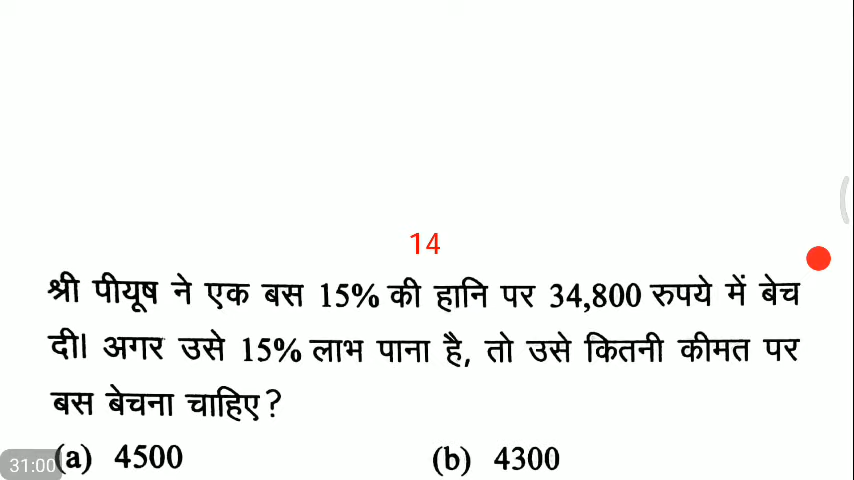 14
श्री पीयूष ने एक बस 15% की हानि पर 34,800 रुपये में बेच
दी। अगर उसे 15% लाभ पाना है, तो उसे कितनी कीमत पर
बस बेचना चाहिए?
(a) 4500 (b) 4300
31:00